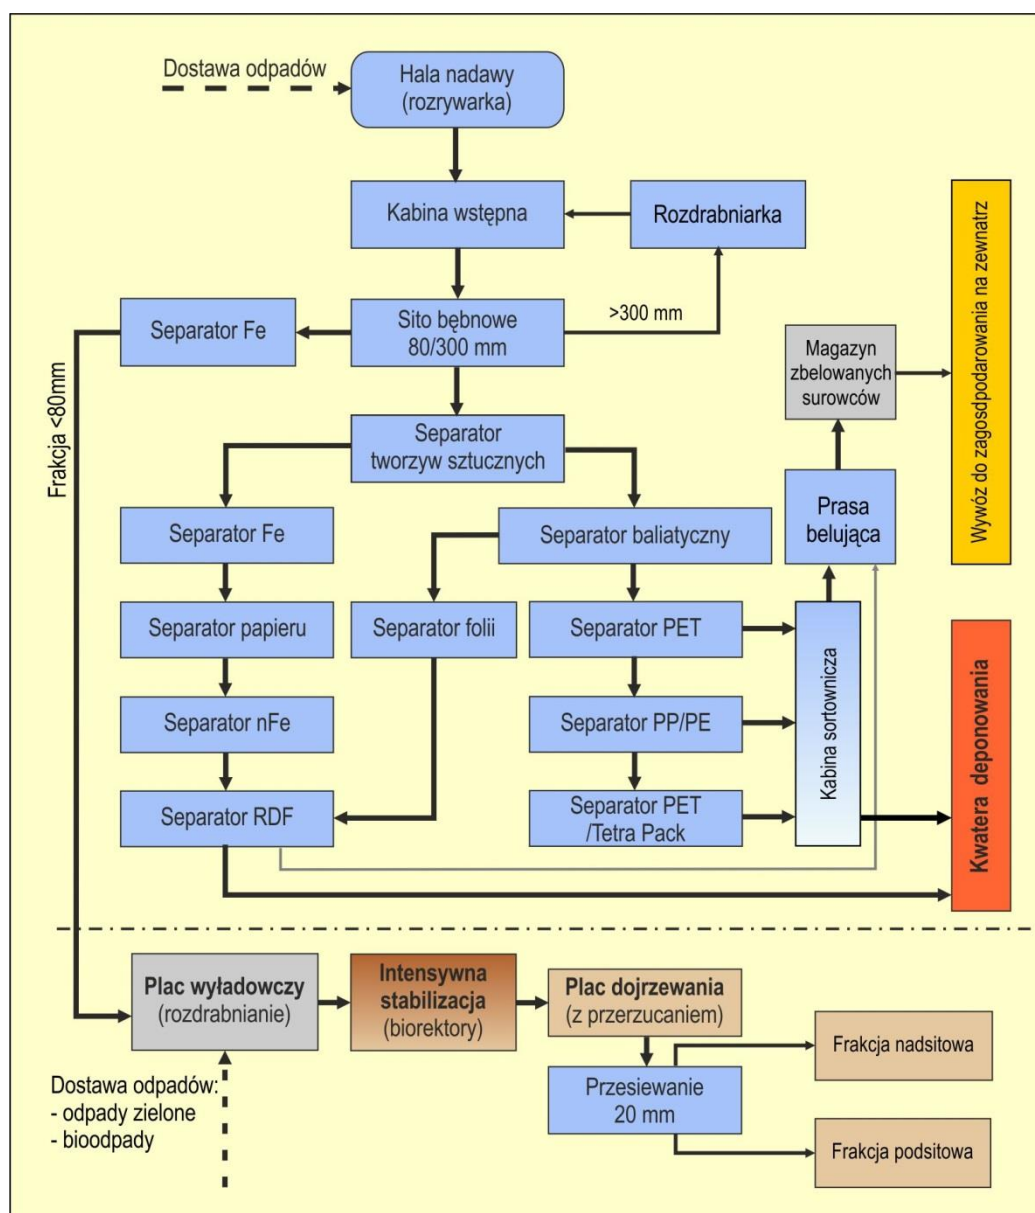 Dostawa odpadów
Hala nadawy
(rozrywarka)
Kabina wstępna
Rozdrabniarka
Separator Fe
Sito bębnowe
80/300 mm
>300 mm
Magazyn
zbelowanych
surowców
Wywóz do zagosdpodarowania na zewnatrz
Frakcja <80mm
Separator
tworzyw sztucznych
Prasa
belująca
Separator Fe
Separator baliatyczny
Separator papieru
Separator folii
Separator PET
Kabina sortownicza
Kwatera deponowania
Separator nFe
Separator PP/PE
Separator RDF
Separator PET
/Tetra Pack
Plac wyładowczy
(rozdrabnianie)
Intensywna
stabilizacja
(biorektory)
Plac dojrzewania
(z przerzucaniem)
Dostawa odpadów:
- odpady zielone
- bioodpady
Przesiewanie
20 mm
Frakcja nadsitowa
Frakcja podsitowa